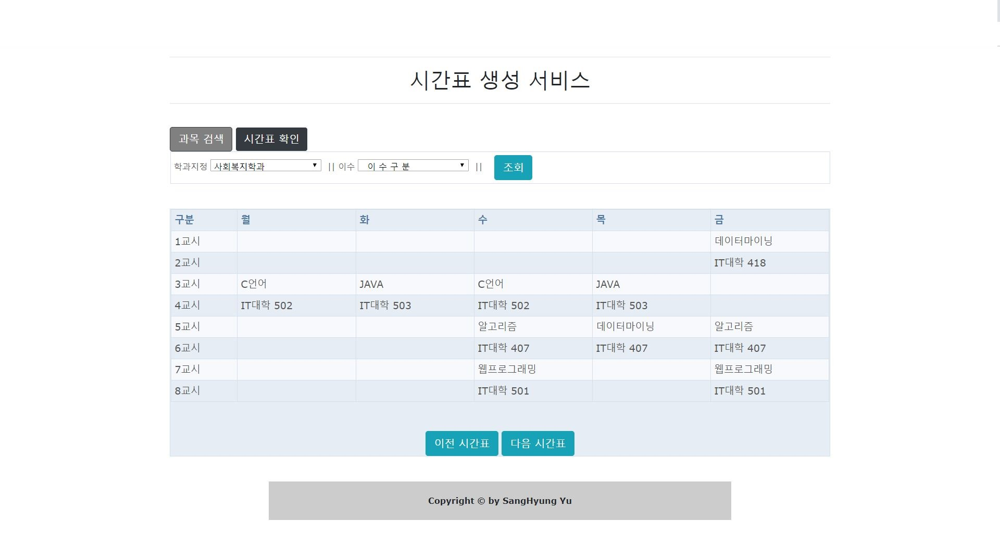 시간표 생성 서비스
과목 검색 시간표 확인
학과지정 사회복지학과 || 이수 이 수 구 분 || 조회
구분 월 화 수 목 금
1교시 데이터마이닝
2교시 IT대학 418
3교시 C언어 JAVA C언어 JAVA
4교시 IT대학 502 IT대학 503 IT대학 502 IT대학 503
5교시 알고리즘 데이터마이닝 알고리즘
6교시 IT대학 407 IT대학 407 IT대학 407
7교시 웹프로그래밍 웹프로그래밍
8교시 IT대학 501 IT대학 501
이전 시간표 다음 시간표
Copyright © by SangHyung Yu